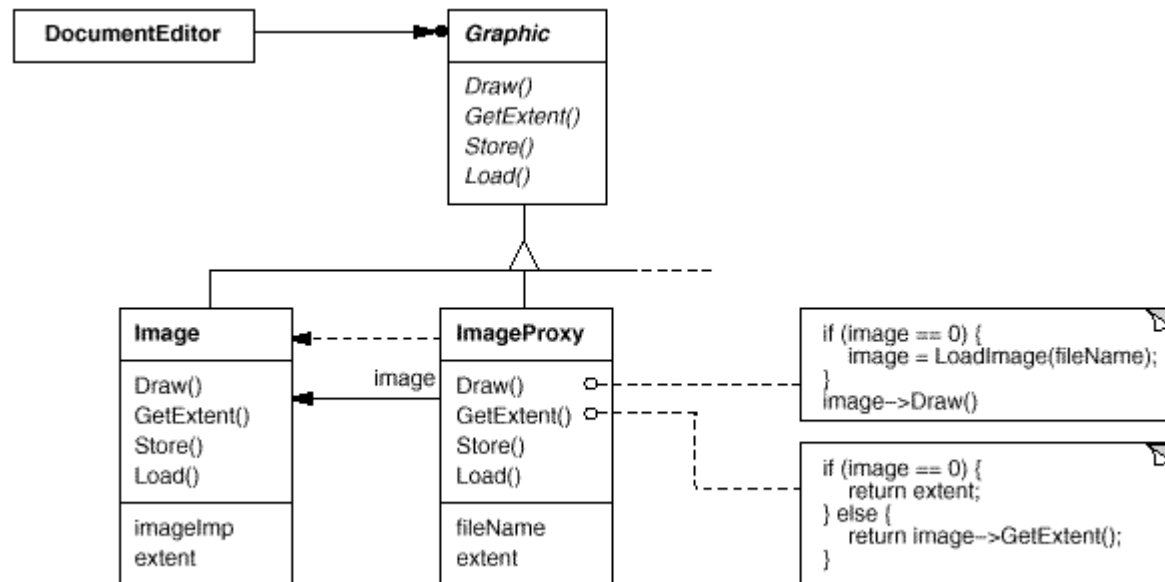 DocumentEditor
Graphic
Draw()
GetExtent()
Store()
Load()
Image
Draw()
GetExtent()
Store()
Load()
imageImp
extent
image
ImageProxy
Draw()
GetExtent()
Store()
Load()
fileName
extent
if (image == 0) {
image = LoadImage(fileName);
}
image->Draw()
if (image == 0) {
return extent;
} else {
return image->GetExtent();
}